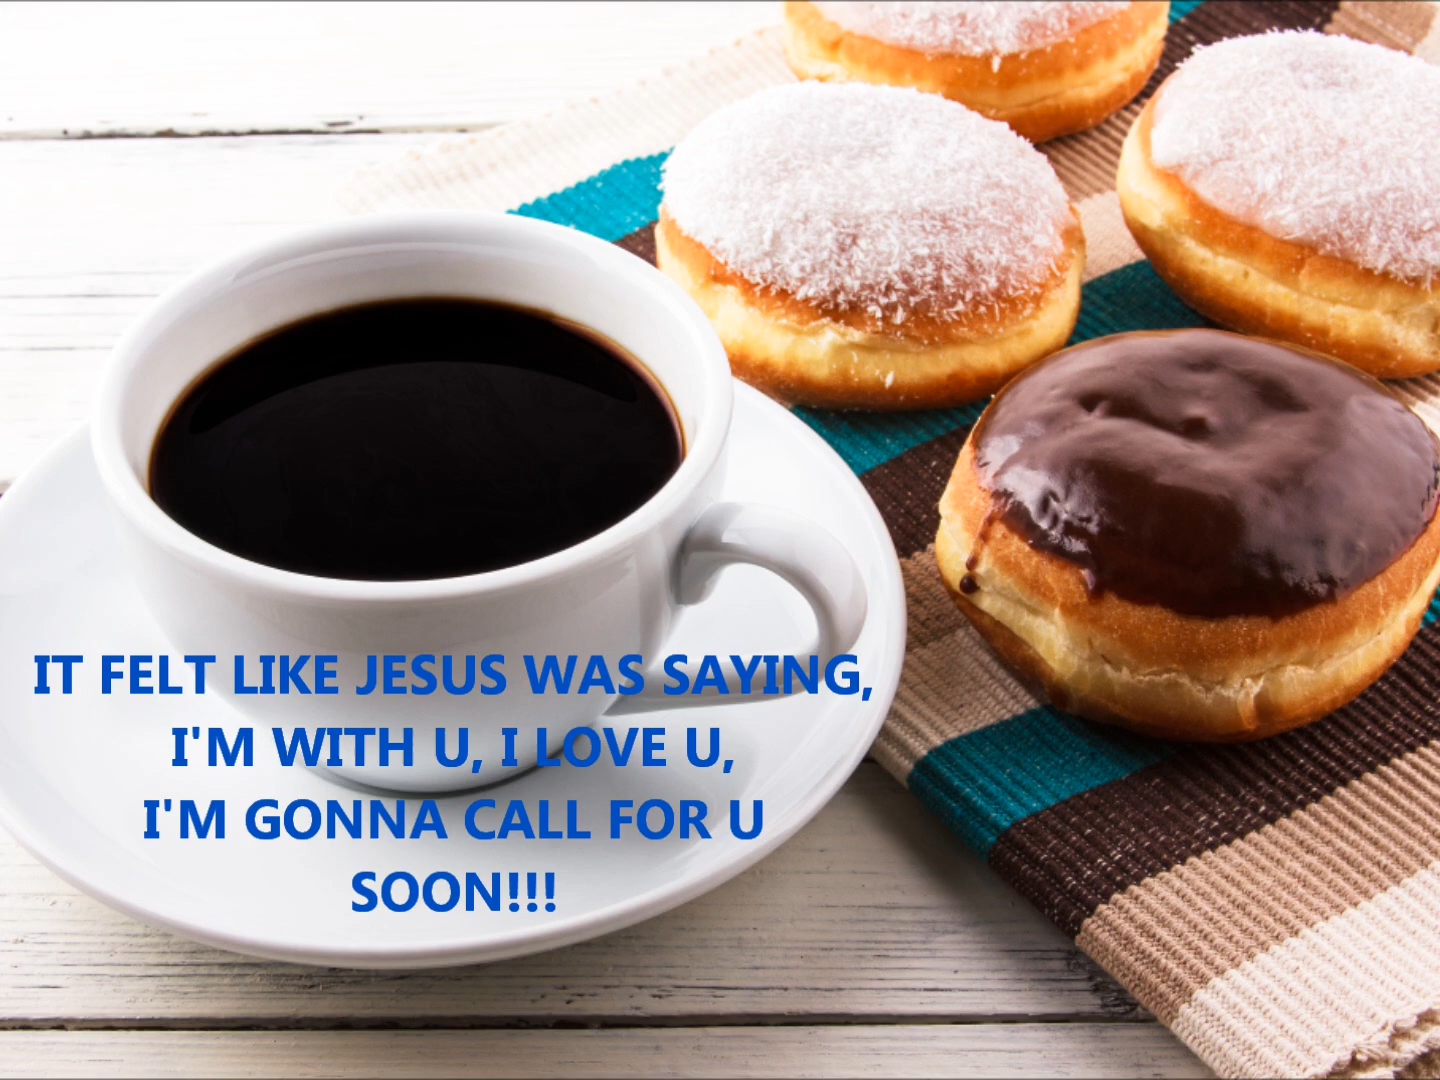 IT FELT LIKE JESUS WAS SAYING,
I'M WITH U, I LOVE U,
I'M GONNA CALL FOR U
SOON!!!